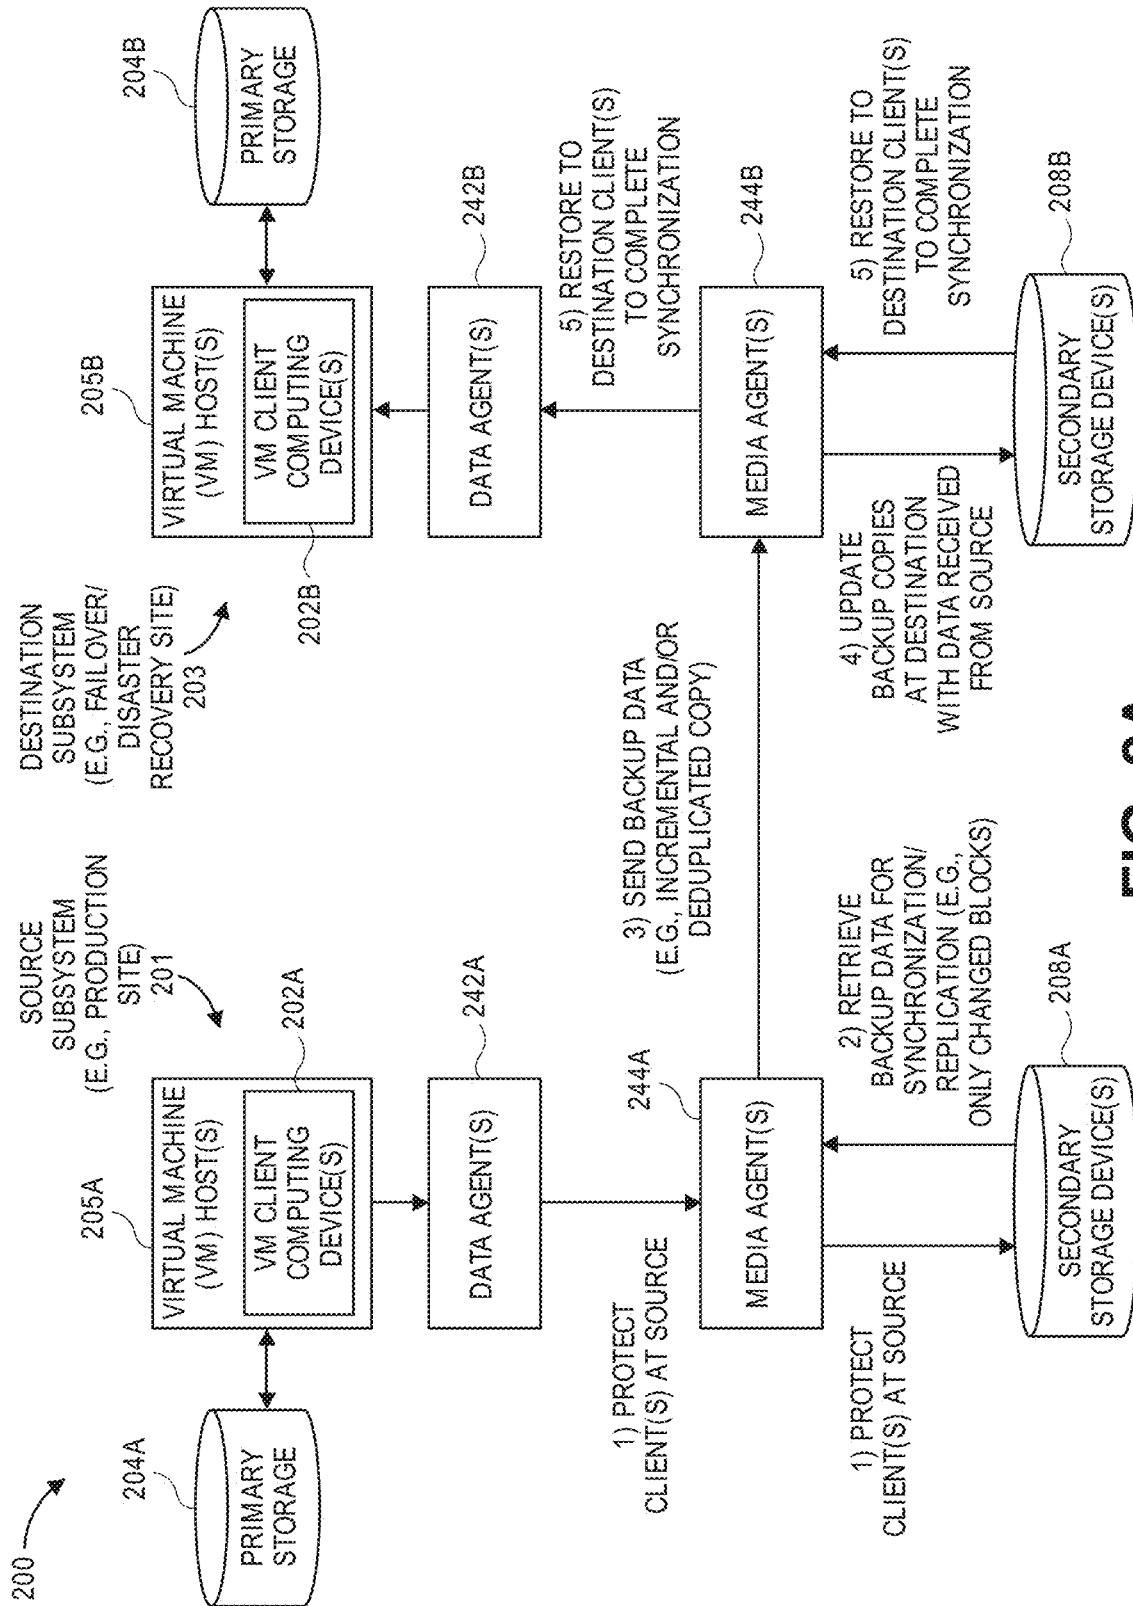 200
204A
PRIMARY
STORAGE
205A
VIRTUAL MACHINE
(VM) HOST(S)
VM CLIENT
COMPUTING
DEVICE(S)
202A
SOURCE
SUBSYSTEM
(E.G., PRODUCTION
SITE)
201
DESTINATION
SUBSYSTEM
(E.G., FAILOVER/
DISASTER
RECOVERY SITE)
203
205B
VIRTUAL MACHINE
(VM) HOST(S)
VM CLIENT
COMPUTING
DEVICE(S)
202B
204B
PRIMARY
STORAGE
DATA AGENT(S)
242A
DATA AGENT(S)
242B
1) PROTECT
CLIENT(S) AT SOURCE
5) RESTORE TO
DESTINATION CLIENT(S)
TO COMPLETE
SYNCHRONIZATION
MEDIA AGENT(S)
244A
3) SEND BACKUP DATA
(E.G., INCREMENTAL AND/OR
DEDUPLICATED COPY)
MEDIA AGENT(S)
244B
1) PROTECT
CLIENT(S) AT SOURCE
2) RETRIEVE
BACKUP DATA FOR
SYNCHRONIZATION/
REPLICATION (E.G.,
ONLY CHANGED BLOCKS)
4) UPDATE
BACKUP COPIES
AT DESTINATION
WITH DATA RECEIVED
FROM SOURCE
5) RESTORE TO
DESTINATION CLIENT(S)
TO COMPLETE
SYNCHRONIZATION
SECONDARY
STORAGE DEVICE(S)
208A
SECONDARY
STORAGE DEVICE(S)
208B